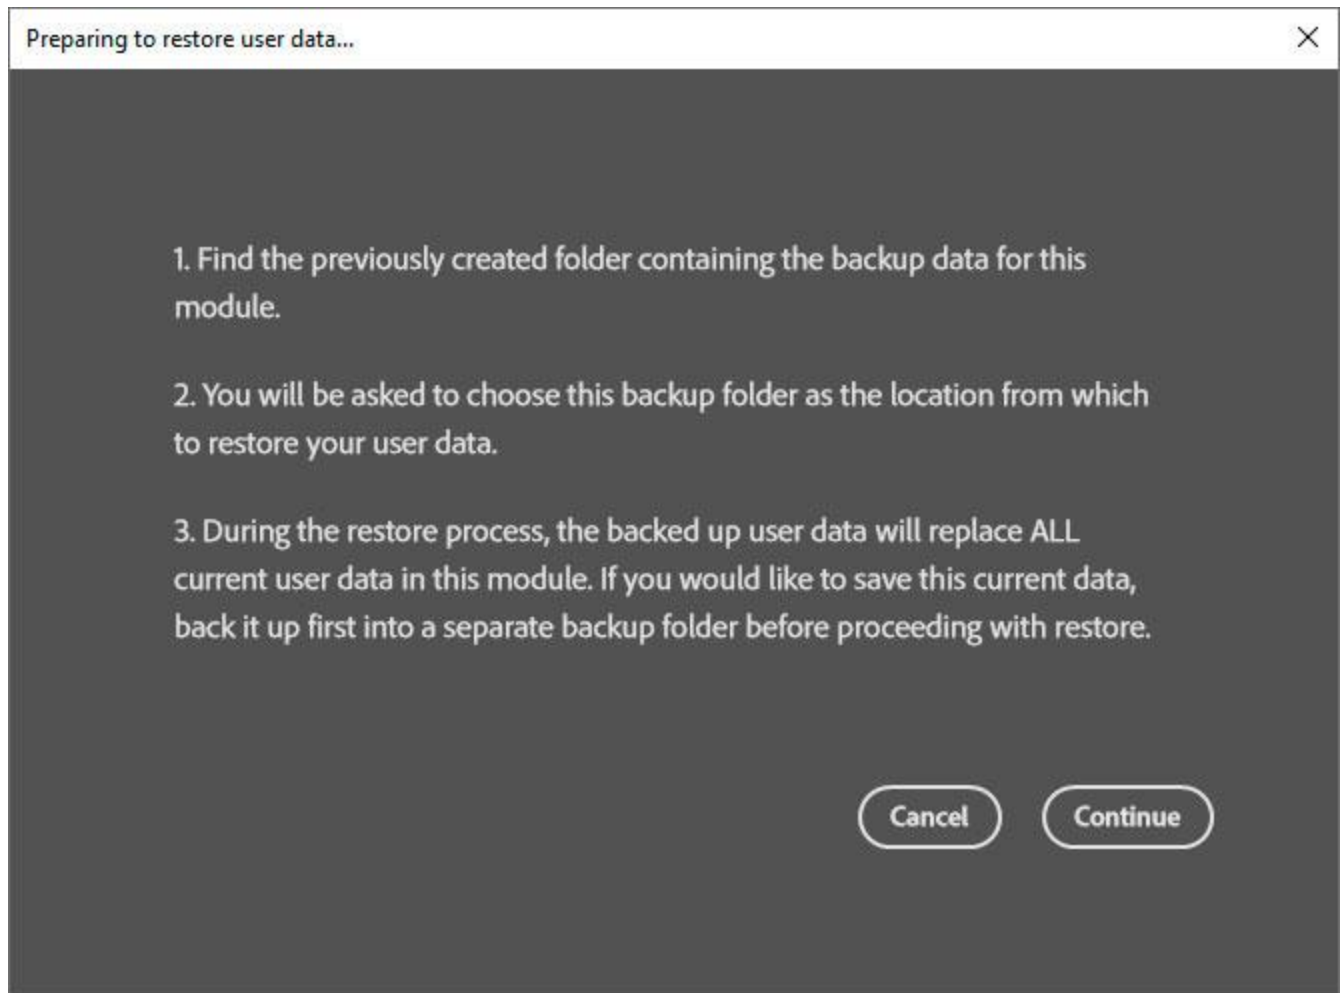 Preparing to restore user data...
1. Find the previously created folder containing the backup data for this
module.
2. You will be asked to choose this backup folder as the location from which
to restore your user data.
3. During the restore process, the backed up user data will replace ALL
current user data in this module. If you would like to save this current data,
back it up first into a separate backup folder before proceeding with restore.
Cancel
Continue